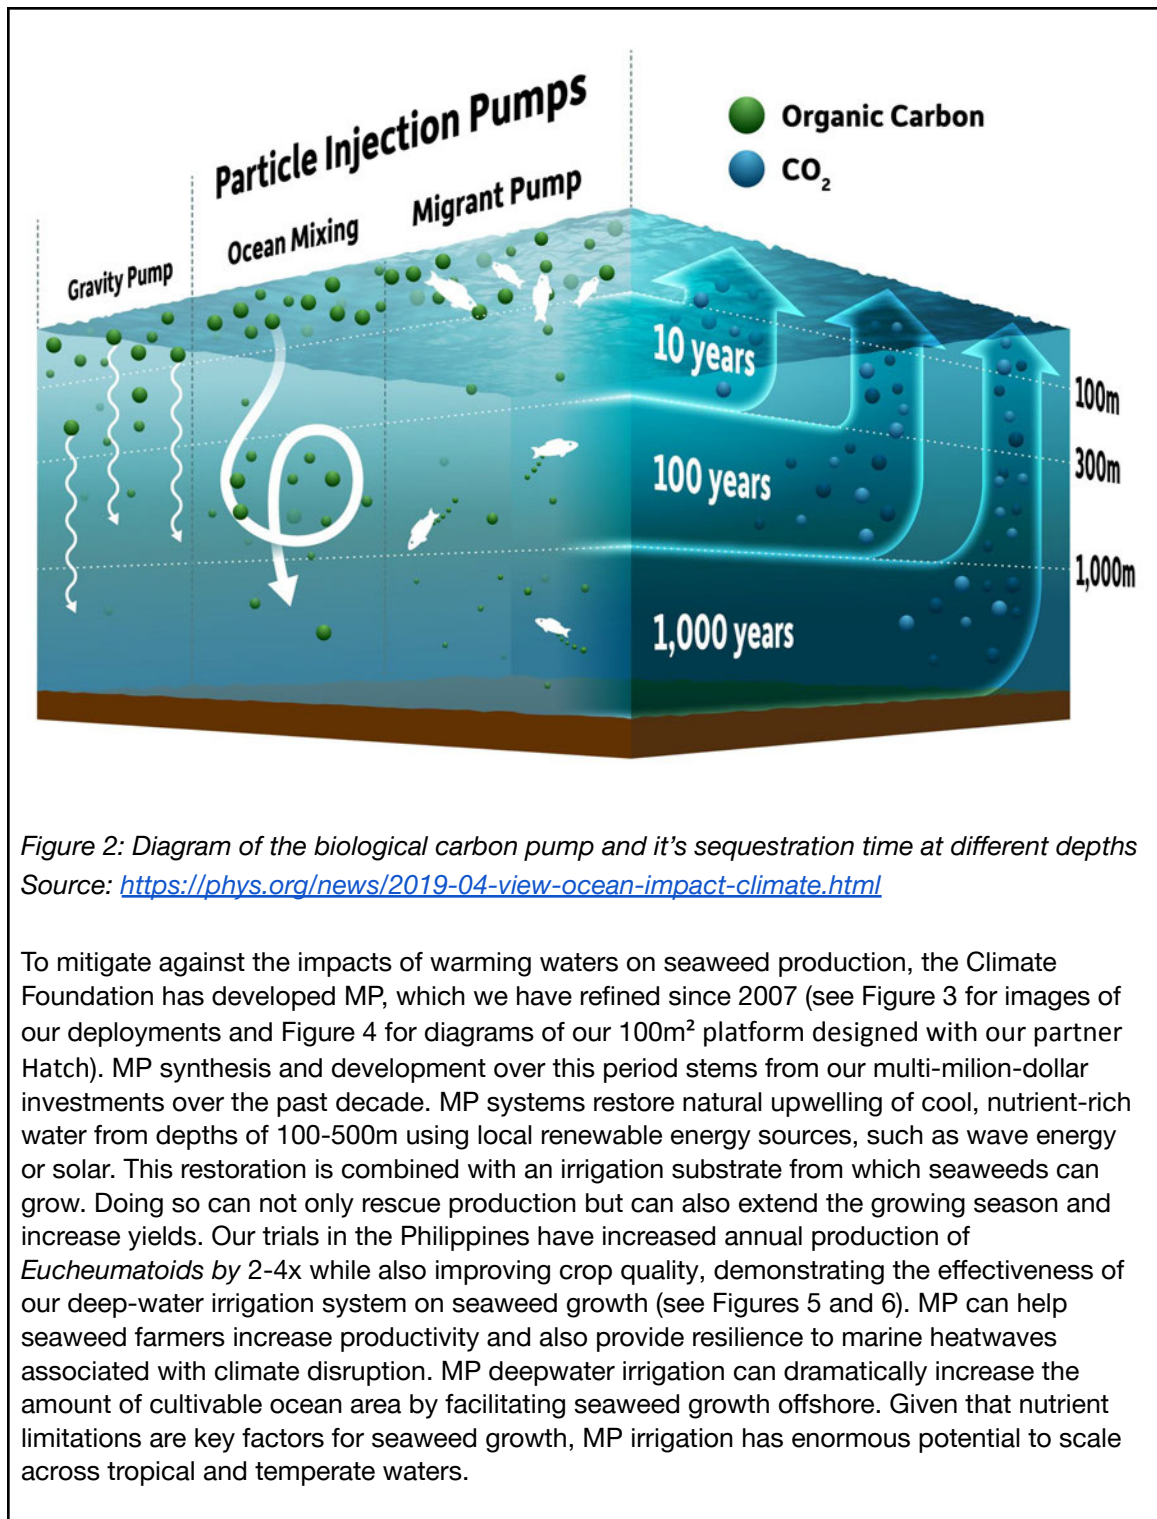 Particle Injection Pumps
Gravity Pump
Ocean Mixing
Migrant Pump
Organic Carbon
CO₂
10 years
100 years
1,000 years
100m
300m
1,000m
Figure 2: Diagram of the biological carbon pump and it’s sequestration time at different depths
Source: https://phys.org/news/2019-04-view-ocean-impact-climate.html
To mitigate against the impacts of warming waters on seaweed production, the Climate
Foundation has developed MP, which we have refined since 2007 (see Figure 3 for images of
our deployments and Figure 4 for diagrams of our 100m² platform designed with our partner
Hatch). MP synthesis and development over this period stems from our multi-milion-dollar
investments over the past decade. MP systems restore natural upwelling of cool, nutrient-rich
water from depths of 100-500m using local renewable energy sources, such as wave energy
or solar. This restoration is combined with an irrigation substrate from which seaweeds can
grow. Doing so can not only rescue production but can also extend the growing season and
increase yields. Our trials in the Philippines have increased annual production of
Eucheumatoids by 2-4x while also improving crop quality, demonstrating the effectiveness of
our deep-water irrigation system on seaweed growth (see Figures 5 and 6). MP can help
seaweed farmers increase productivity and also provide resilience to marine heatwaves
associated with climate disruption. MP deepwater irrigation can dramatically increase the
amount of cultivable ocean area by facilitating seaweed growth offshore. Given that nutrient
limitations are key factors for seaweed growth, MP irrigation has enormous potential to scale
across tropical and temperate waters.